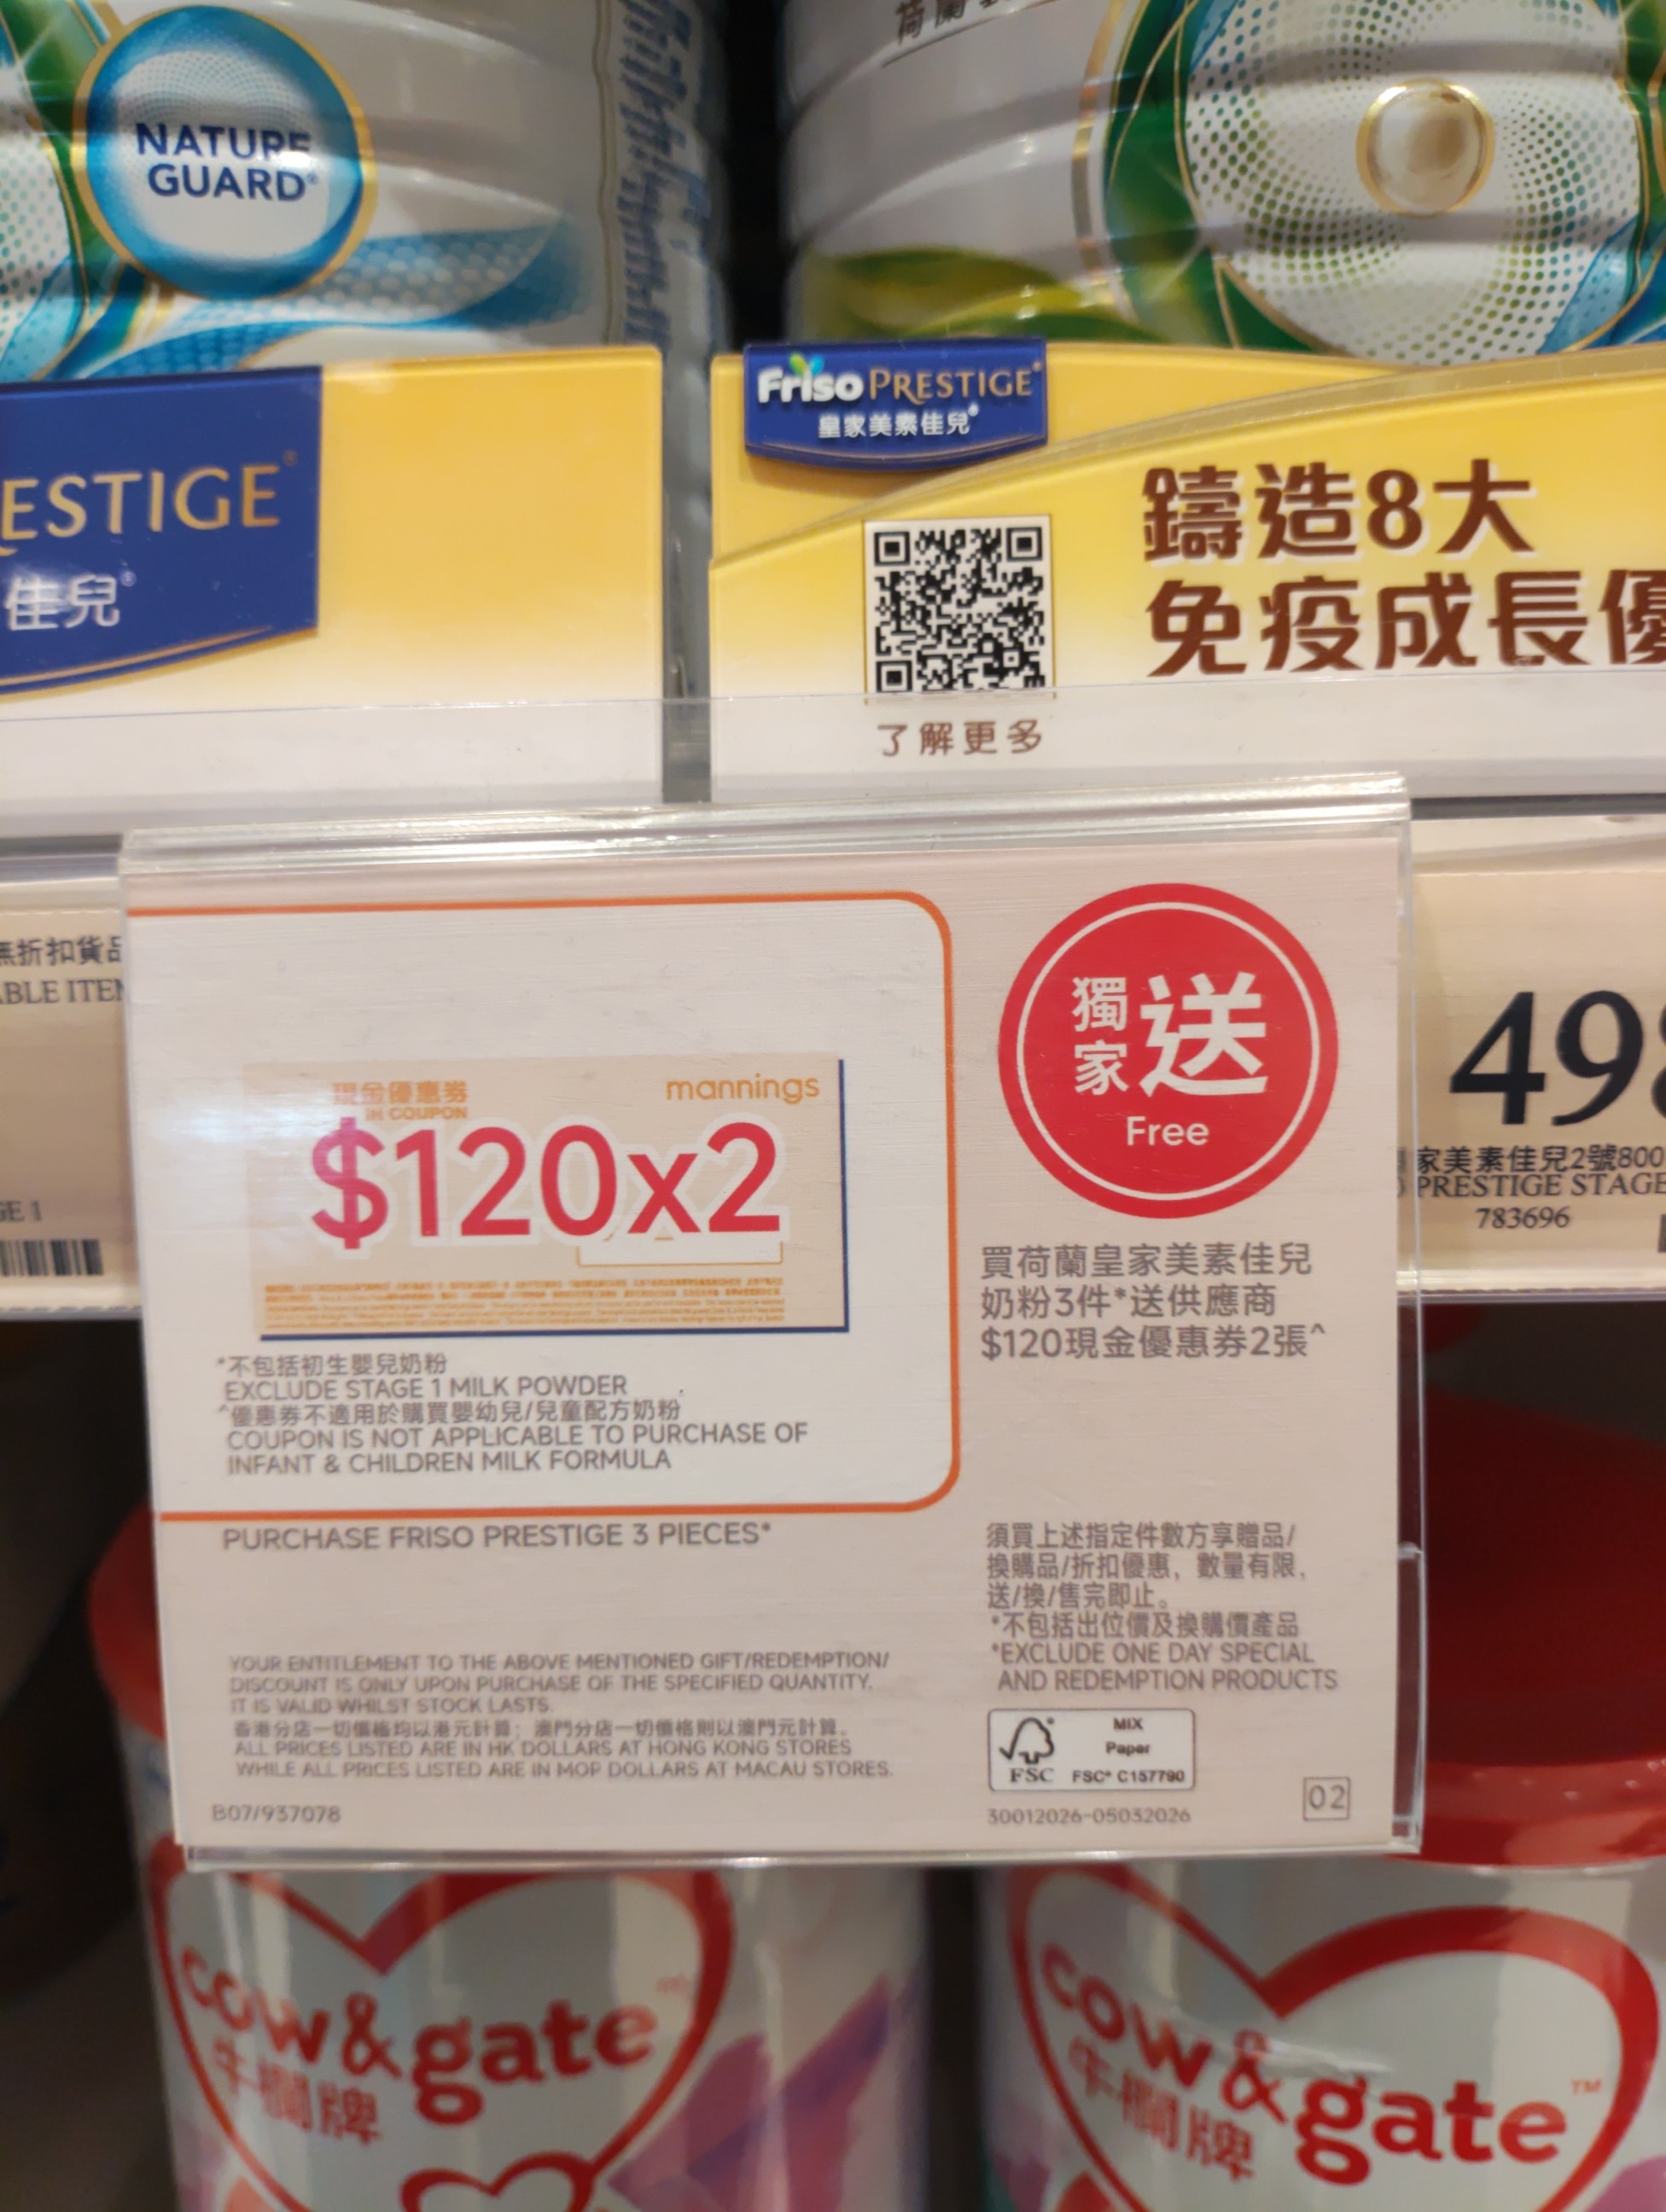 NATURE
GUARD®
荷蘭
ESTIGE®
佳兒®
Friso PRESTIGE®
皇家美素佳兒®
鑄造8大
免疫成長優
了解更多
無折扣貨品
ABLE ITEM
GE 1
現金優惠券
IN COUPON
mannings
$120x2
*不包括初生嬰兒奶粉
EXCLUDE STAGE 1 MILK POWDER
^優惠券不適用於購買嬰幼兒/兒童配方奶粉
COUPON IS NOT APPLICABLE TO PURCHASE OF
INFANT & CHILDREN MILK FORMULA
PURCHASE FRISO PRESTIGE 3 PIECES*
YOUR ENTITLEMENT TO THE ABOVE MENTIONED GIFT/REDEMPTION/
DISCOUNT IS ONLY UPON PURCHASE OF THE SPECIFIED QUANTITY.
IT IS VALID WHILST STOCK LASTS.
香港分店一切價格均以港元計算；澳門分店一切價格則以澳門元計算。
ALL PRICES LISTED ARE IN HK DOLLARS AT HONG KONG STORES
WHILE ALL PRICES LISTED ARE IN MOP DOLLARS AT MACAU STORES.
B07/937078
獨家送
Free
買荷蘭皇家美素佳兒
奶粉3件*送供應商
$120現金優惠券2張^
須買上述指定件數方享贈品/
換購品/折扣優惠，數量有限，
送/換/售完即止。
*不包括出位價及換購價產品
*EXCLUDE ONE DAY SPECIAL
AND REDEMPTION PRODUCTS
FSC
MIX
Paper
FSC® C157790
30012026-05032026
02
498
家美素佳兒2號800
PRESTIGE STAGE
783696
cow&gate™
牛欄牌
cow&gate™
牛欄牌